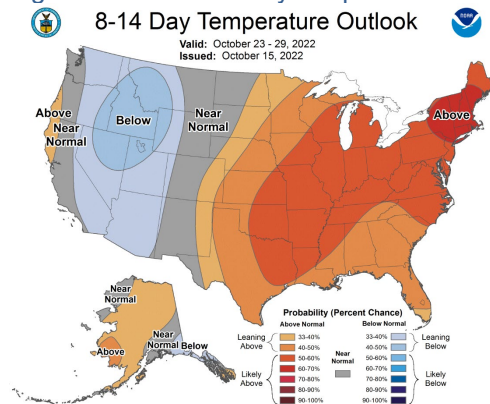 8-14 Day Temperature Outlook
Valid: October 23 - 29, 2022
Issued: October 15, 2022
NOAA
Above
Near
Normal
Below
Near
Normal
Above
Near
Normal
Above
Near
Normal
Below
Probability (Percent Chance)
Above Normal
Below Normal
Leaning
Above
33-40%
40-50%
33-40%
40-50%
Leaning
Below
Likely
Above
50-60%
60-70%
70-80%
80-90%
90-100%
Near
Normal
50-60%
60-70%
70-80%
80-90%
90-100%
Likely
Below